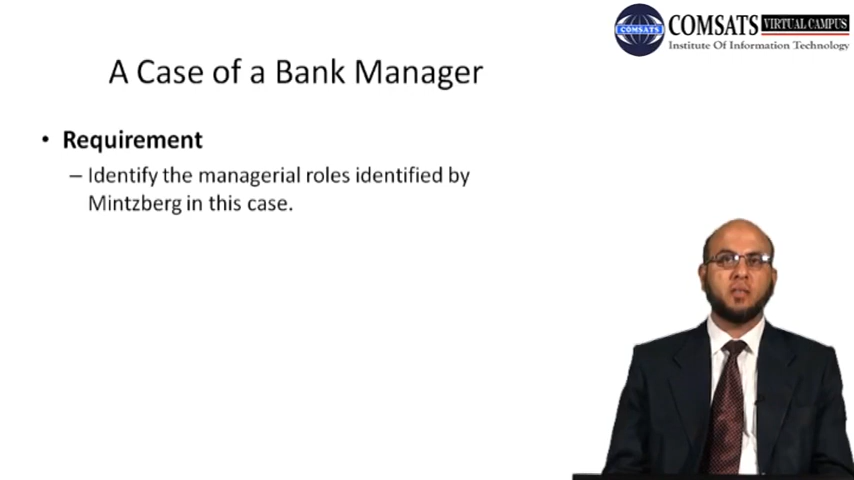 COMSATS VIRTUAL CAMPUS
Institute Of Information Technology
A Case of a Bank Manager
• Requirement
– Identify the managerial roles identified by
Mintzberg in this case.